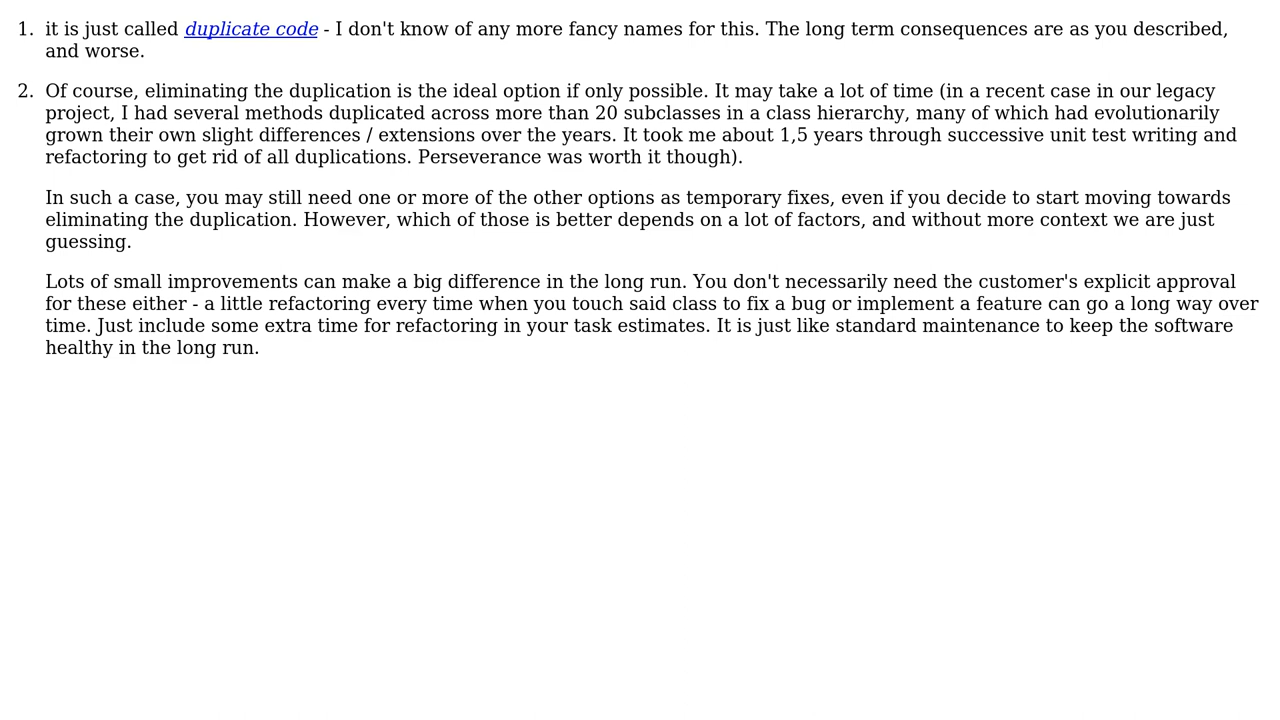 1. it is just called duplicate code - I don't know of any more fancy names for this. The long term consequences are as you described,
and worse.
2. Of course, eliminating the duplication is the ideal option if only possible. It may take a lot of time (in a recent case in our legacy
project, I had several methods duplicated across more than 20 subclasses in a class hierarchy, many of which had evolutionarily
grown their own slight differences / extensions over the years. It took me about 1,5 years through successive unit test writing and
refactoring to get rid of all duplications. Perseverance was worth it though).
In such a case, you may still need one or more of the other options as temporary fixes, even if you decide to start moving towards
eliminating the duplication. However, which of those is better depends on a lot of factors, and without more context we are just
guessing.
Lots of small improvements can make a big difference in the long run. You don't necessarily need the customer's explicit approval
for these either - a little refactoring every time when you touch said class to fix a bug or implement a feature can go a long way over
time. Just include some extra time for refactoring in your task estimates. It is just like standard maintenance to keep the software
healthy in the long run.